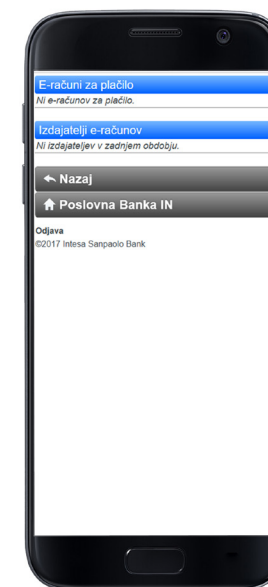 E-računi za plačilo
Ni e-računov za plačilo.
Izdajatelji e-računov
Ni izdajateljev v zadnjem obdobju.
Nazaj
Poslovna Banka IN
Odjava
©2017 Intesa Sanpaolo Bank